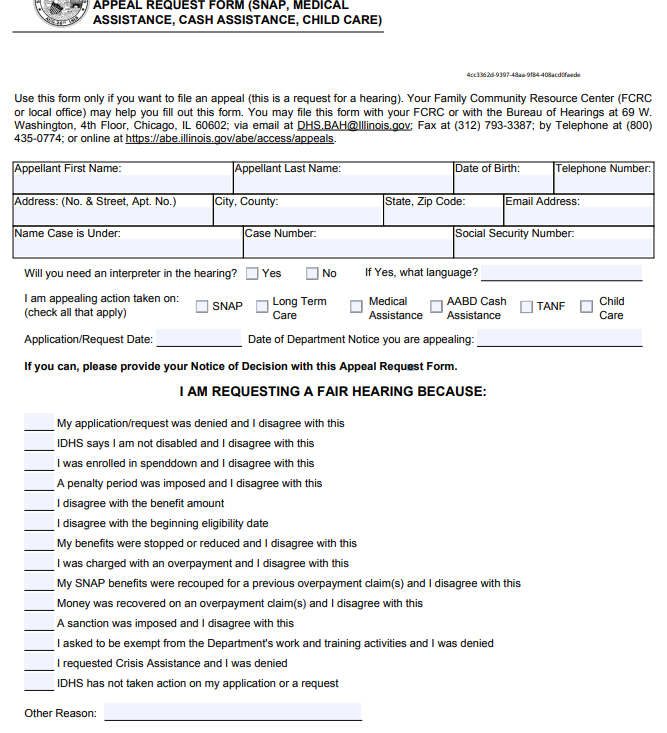 APPEAL REQUEST FORM (SNAP, MEDICAL
ASSISTANCE, CASH ASSISTANCE, CHILD CARE)
4cc3362d-9397-48aa-9f84-408acd0faede
Use this form only if you want to file an appeal (this is a request for a hearing). Your Family Community Resource Center (FCRC
or local office) may help you fill out this form. You may file this form with your FCRC or with the Bureau of Hearings at 69 W.
Washington, 4th Floor, Chicago, IL 60602; via email at DHS.BAH@Illinois.gov; Fax at (312) 793-3387; by Telephone at (800)
435-0774; or online at https://abe.illinois.gov/abe/access/appeals.
Appellant First Name: Appellant Last Name: Date of Birth: Telephone Number:
Address: (No. & Street, Apt. No.) City, County: State, Zip Code: Email Address:
Name Case is Under: Case Number: Social Security Number:
Will you need an interpreter in the hearing? Yes No If Yes, what language?
I am appealing action taken on: SNAP Long Term Medical AABD Cash TANF Child
(check all that apply) Care Assistance Assistance Care
Application/Request Date: Date of Department Notice you are appealing:
If you can, please provide your Notice of Decision with this Appeal Request Form.
I AM REQUESTING A FAIR HEARING BECAUSE:
My application/request was denied and I disagree with this
IDHS says I am not disabled and I disagree with this
I was enrolled in spenddown and I disagree with this
A penalty period was imposed and I disagree with this
I disagree with the benefit amount
I disagree with the beginning eligibility date
My benefits were stopped or reduced and I disagree with this
I was charged with an overpayment and I disagree with this
My SNAP benefits were recouped for a previous overpayment claim(s) and I disagree with this
Money was recovered on an overpayment claim(s) and I disagree with this
A sanction was imposed and I disagree with this
I asked to be exempt from the Department's work and training activities and I was denied
I requested Crisis Assistance and I was denied
IDHS has not taken action on my application or a request
Other Reason: